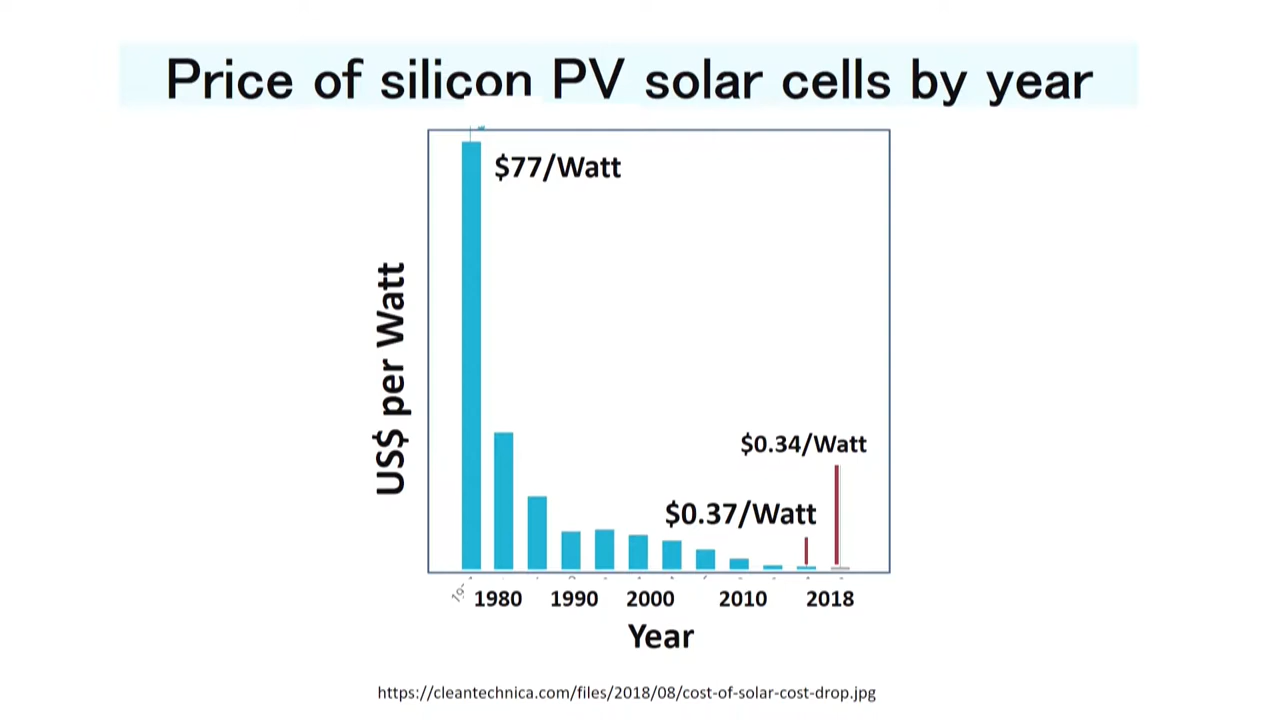 Price of silicon PV solar cells by year
$77/Watt
US$ per Watt
$0.34/Watt
$0.37/Watt
1980 1990 2000 2010 2018
Year
https://cleantechnica.com/files/2018/08/cost-of-solar-cost-drop.jpg